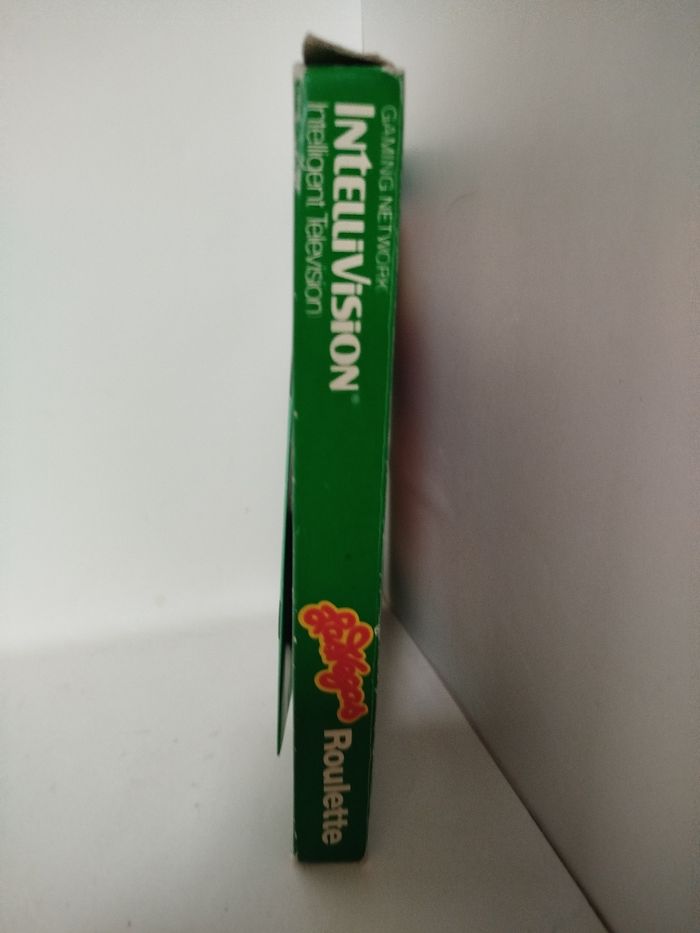 GAMING NETWORK
INTELLIVISION®
Intelligent Television
Las Vegas
Roulette